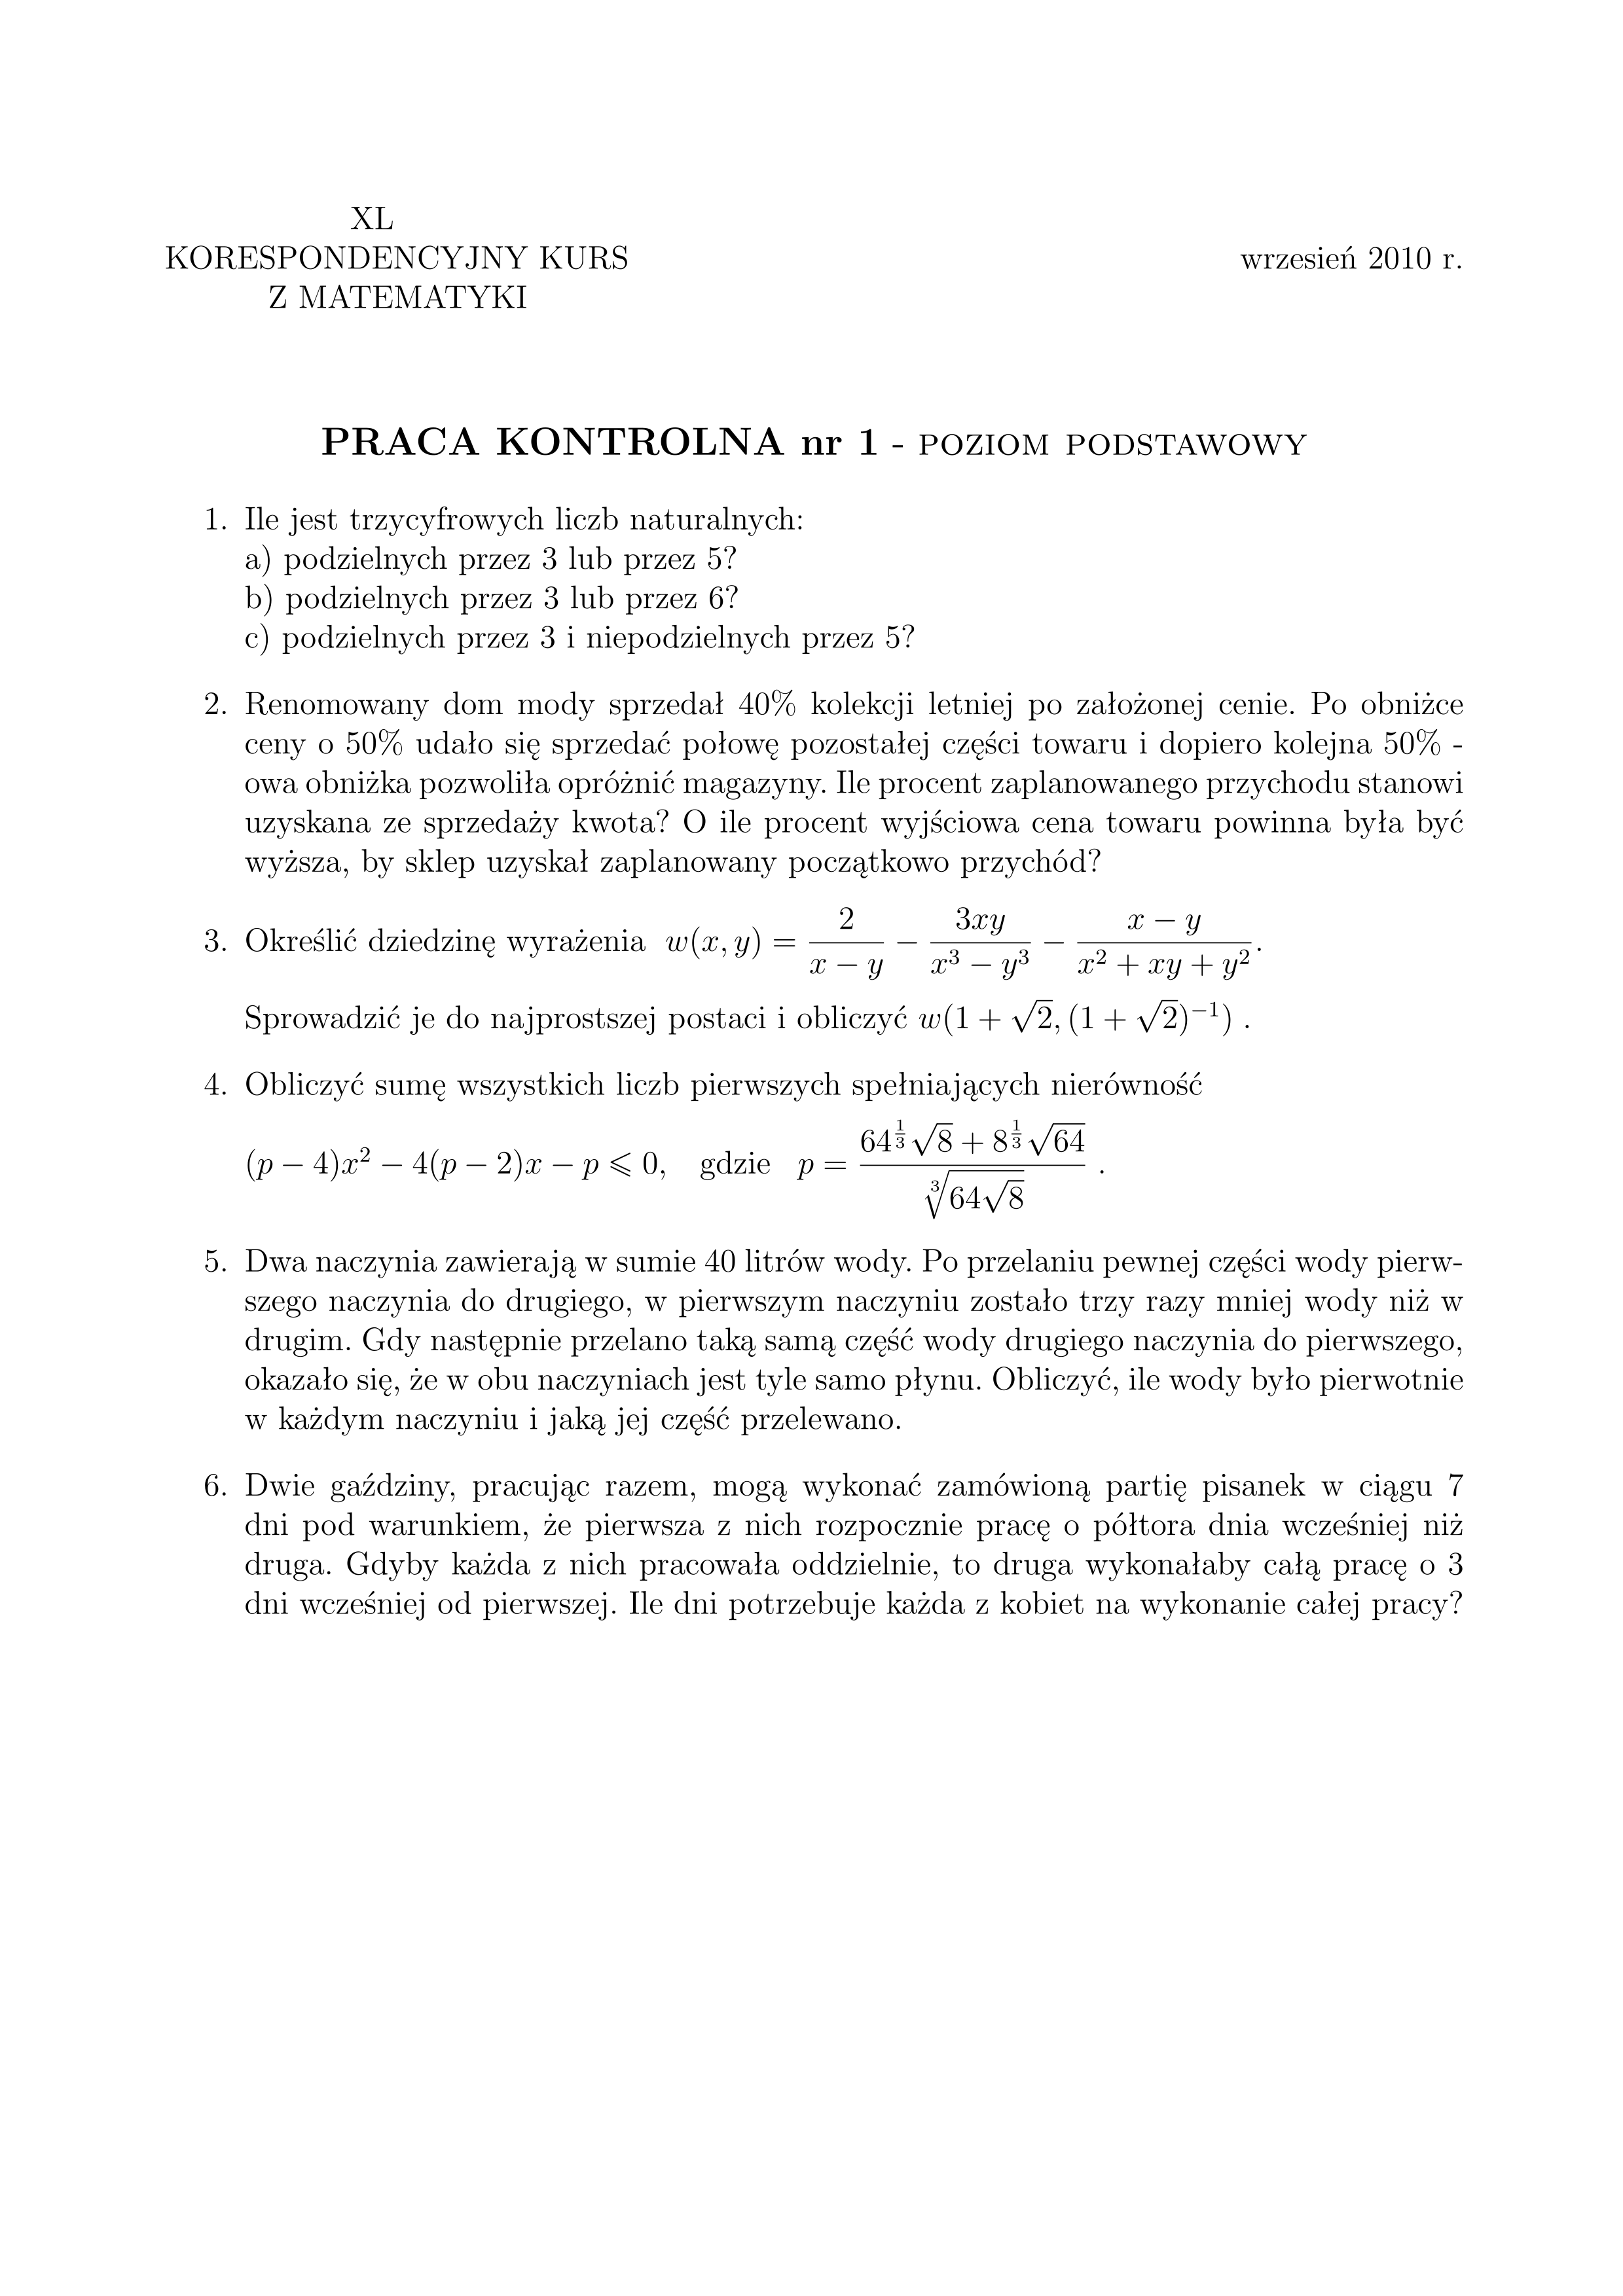 XL
KORESPONDENCYJNY KURS
Z MATEMATYKI
wrzesień 2010 r.
PRACA KONTROLNA nr 1 - POZIOM PODSTAWOWY
1. Ile jest trzycyfrowych liczb naturalnych:
a) podzielnych przez 3 lub przez 5?
b) podzielnych przez 3 lub przez 6?
c) podzielnych przez 3 i niepodzielnych przez 5?
2. Renomowany dom mody sprzedał 40% kolekcji letniej po założonej cenie. Po obniżce
ceny o 50% udało się sprzedać połowę pozostałej części towaru i dopiero kolejna 50% -
owa obniżka pozwoliła opróżnić magazyny. Ile procent zaplanowanego przychodu stanowi
uzyskana ze sprzedaży kwota? O ile procent wyjściowa cena towaru powinna była być
wyższa, by sklep uzyskał zaplanowany początkowo przychód?
3. Określić dziedzinę wyrażenia $w(x, y) = \frac{2}{x-y} - \frac{3xy}{x^3-y^3} - \frac{x-y}{x^2+xy+y^2}$.
Sprowadzić je do najprostszej postaci i obliczyć $w(1+\sqrt{2}, (1+\sqrt{2})^{-1})$ .
4. Obliczyć sumę wszystkich liczb pierwszych spełniających nierówność
$(p-4)x^2 - 4(p-2)x - p \leqslant 0$, gdzie $p = \frac{64^{\frac{1}{3}}\sqrt{8}+8^{\frac{1}{3}}\sqrt{64}}{\sqrt[3]{64\sqrt{8}}}$ .
5. Dwa naczynia zawierają w sumie 40 litrów wody. Po przelaniu pewnej części wody pierw-
szego naczynia do drugiego, w pierwszym naczyniu zostało trzy razy mniej wody niż w
drugim. Gdy następnie przelano taką samą część wody drugiego naczynia do pierwszego,
okazało się, że w obu naczyniach jest tyle samo płynu. Obliczyć, ile wody było pierwotnie
w każdym naczyniu i jaką jej część przelewano.
6. Dwie gaździny, pracując razem, mogą wykonać zamówioną partię pisanek w ciągu 7
dni pod warunkiem, że pierwsza z nich rozpocznie pracę o półtora dnia wcześniej niż
druga. Gdyby każda z nich pracowała oddzielnie, to druga wykonałaby całą pracę o 3
dni wcześniej od pierwszej. Ile dni potrzebuje każda z kobiet na wykonanie całej pracy?